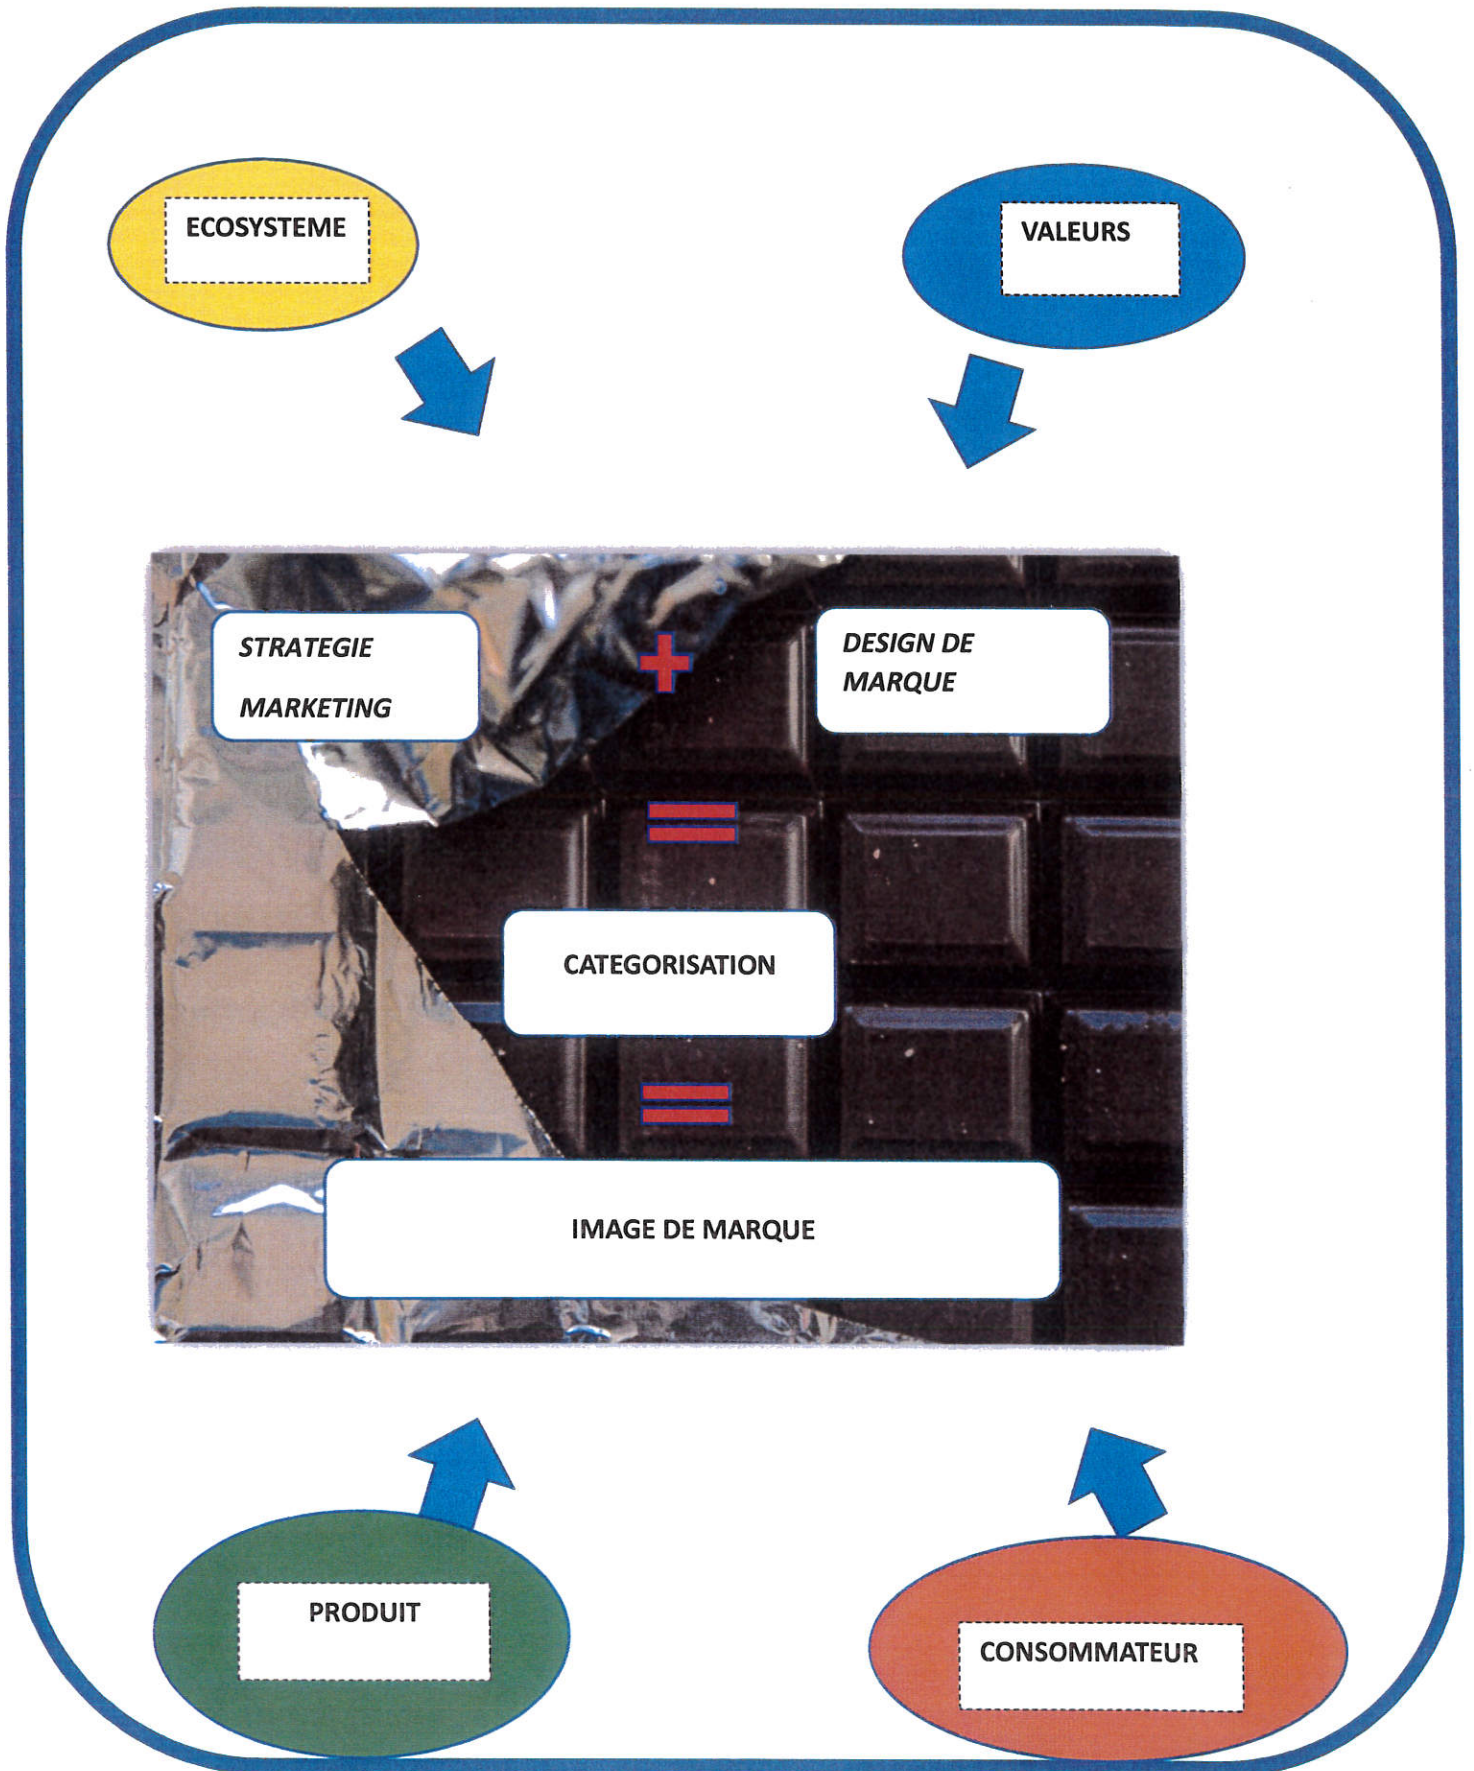 ECOSYSTEME
VALEURS
STRATEGIE
MARKETING
+
DESIGN DE
MARQUE
=
CATEGORISATION
=
IMAGE DE MARQUE
PRODUIT
CONSOMMATEUR